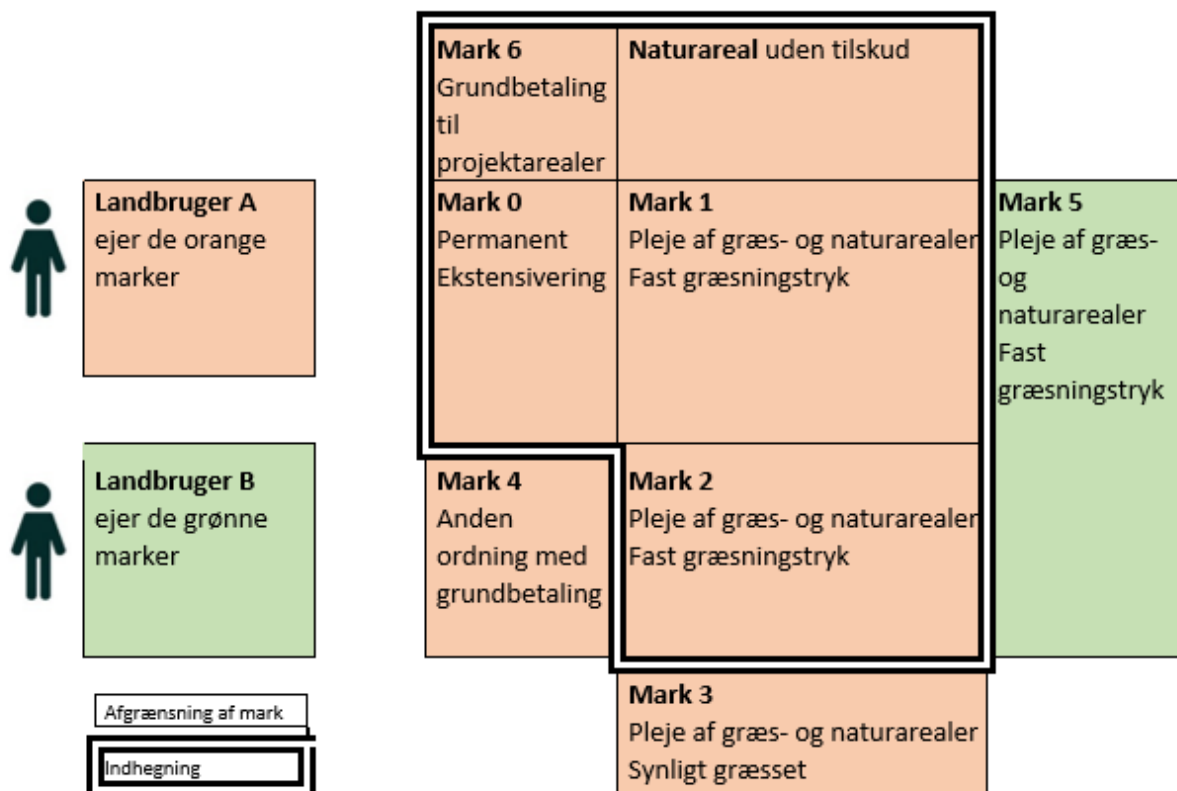 Mark 6
Grundbetaling
til
projektarealer
Naturareal uden tilskud
Landbruger A
ejer de orange
marker
Mark 0
Permanent
Ekstensivering
Mark 1
Pleje af græs- og naturarealer
Fast græsningstryk
Mark 5
Pleje af græs-
og
naturarealer
Fast
græsningstryk
Landbruger B
ejer de grønne
marker
Mark 4
Anden
ordning med
grundbetaling
Mark 2
Pleje af græs- og naturarealer
Fast græsningstryk
Afgrænsning af mark
Indhegning
Mark 3
Pleje af græs- og naturarealer
Synligt græsset